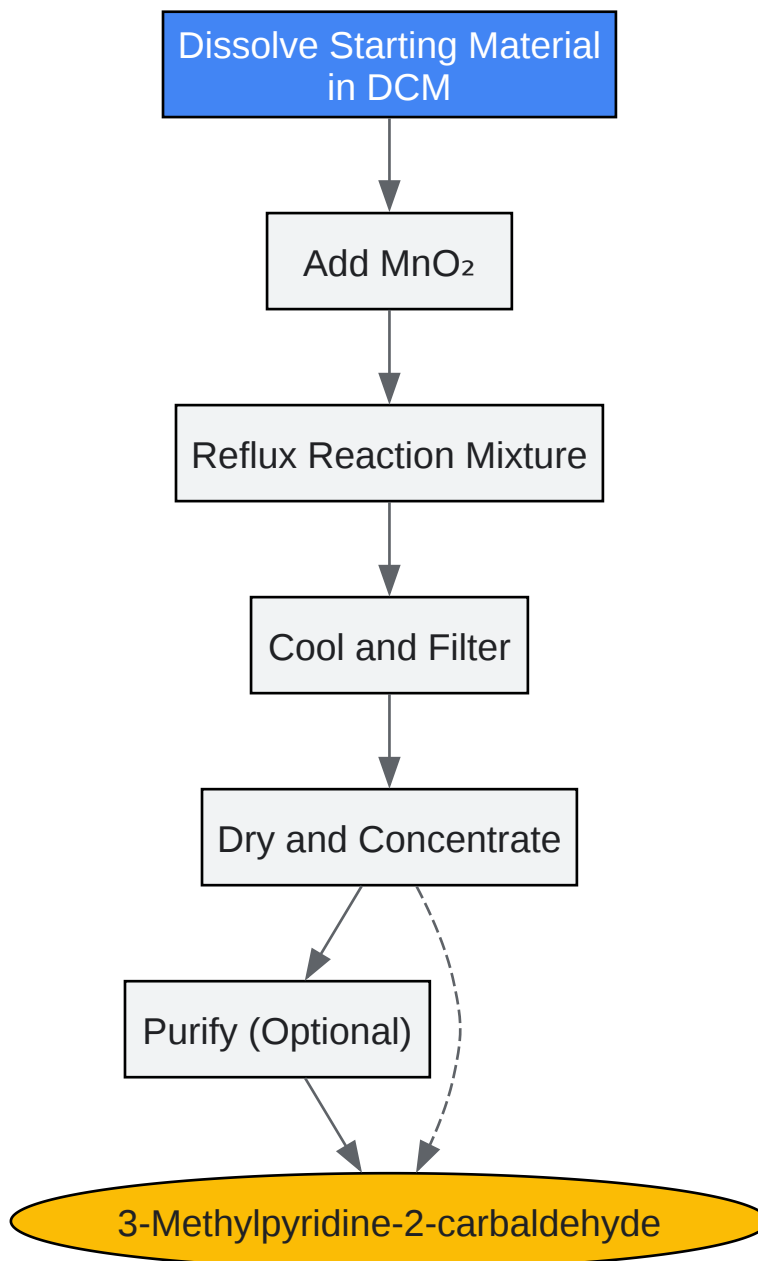 Dissolve Starting Material
in DCM
Add MnO₂
Reflux Reaction Mixture
Cool and Filter
Dry and Concentrate
Purify (Optional)
3-Methylpyridine-2-carbaldehyde